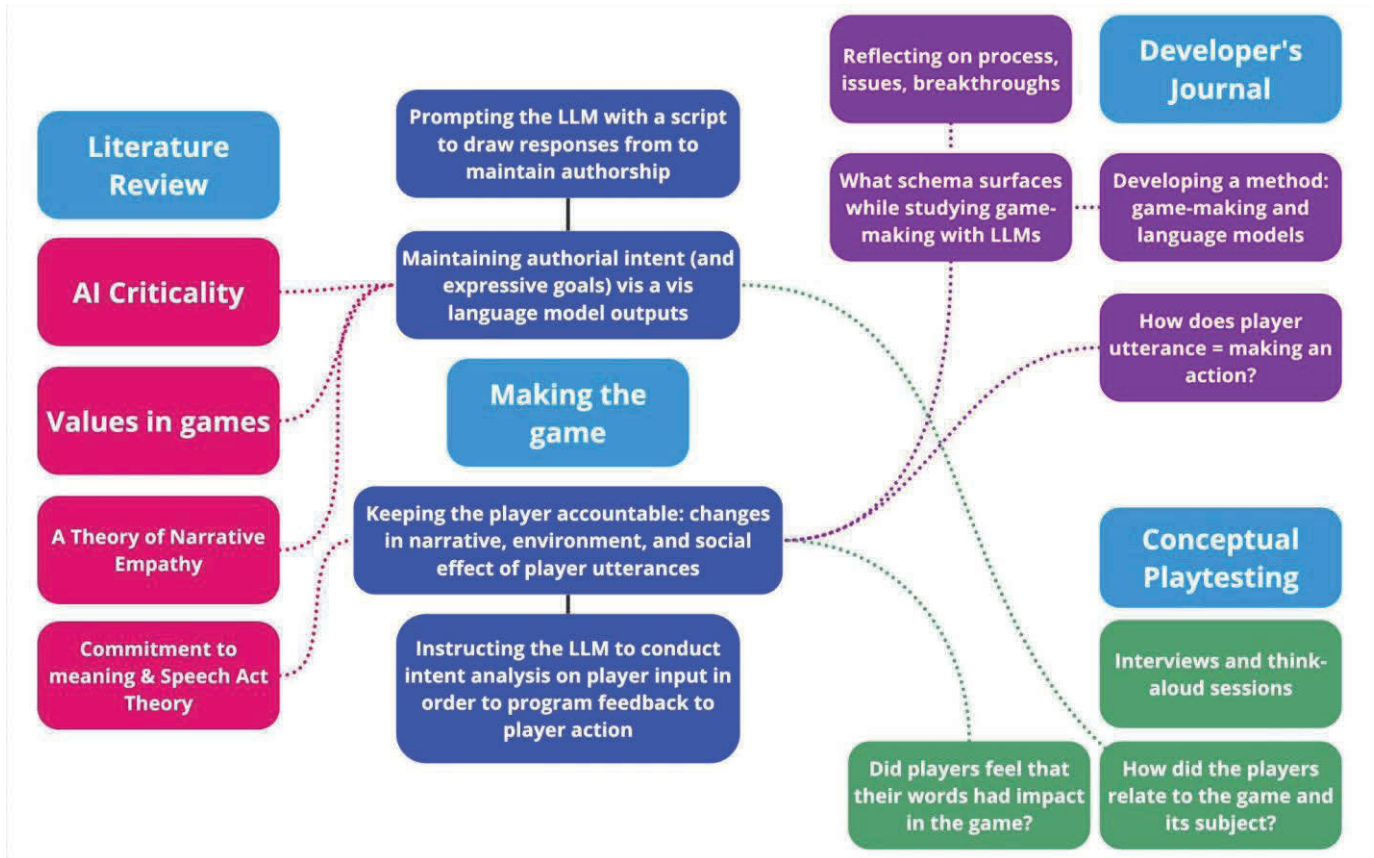 Literature
Review
AI Criticality
Values in games
A Theory of Narrative
Empathy
Commitment to
meaning & Speech Act
Theory
Prompting the LLM with a script
to draw responses from to
maintain authorship
Maintaining authorial intent (and
expressive goals) vis a vis
language model outputs
Making the
game
Keeping the player accountable: changes
in narrative, environment, and social
effect of player utterances
Instructing the LLM to conduct
intent analysis on player input in
order to program feedback to
player action
Reflecting on process,
issues, breakthroughs
What schema surfaces
while studying game-
making with LLMs
Developer's
Journal
Developing a method:
game-making and
language models
How does player
utterance = making an
action?
Conceptual
Playtesting
Interviews and think-
aloud sessions
Did players feel that
their words had impact
in the game?
How did the players
relate to the game and
its subject?